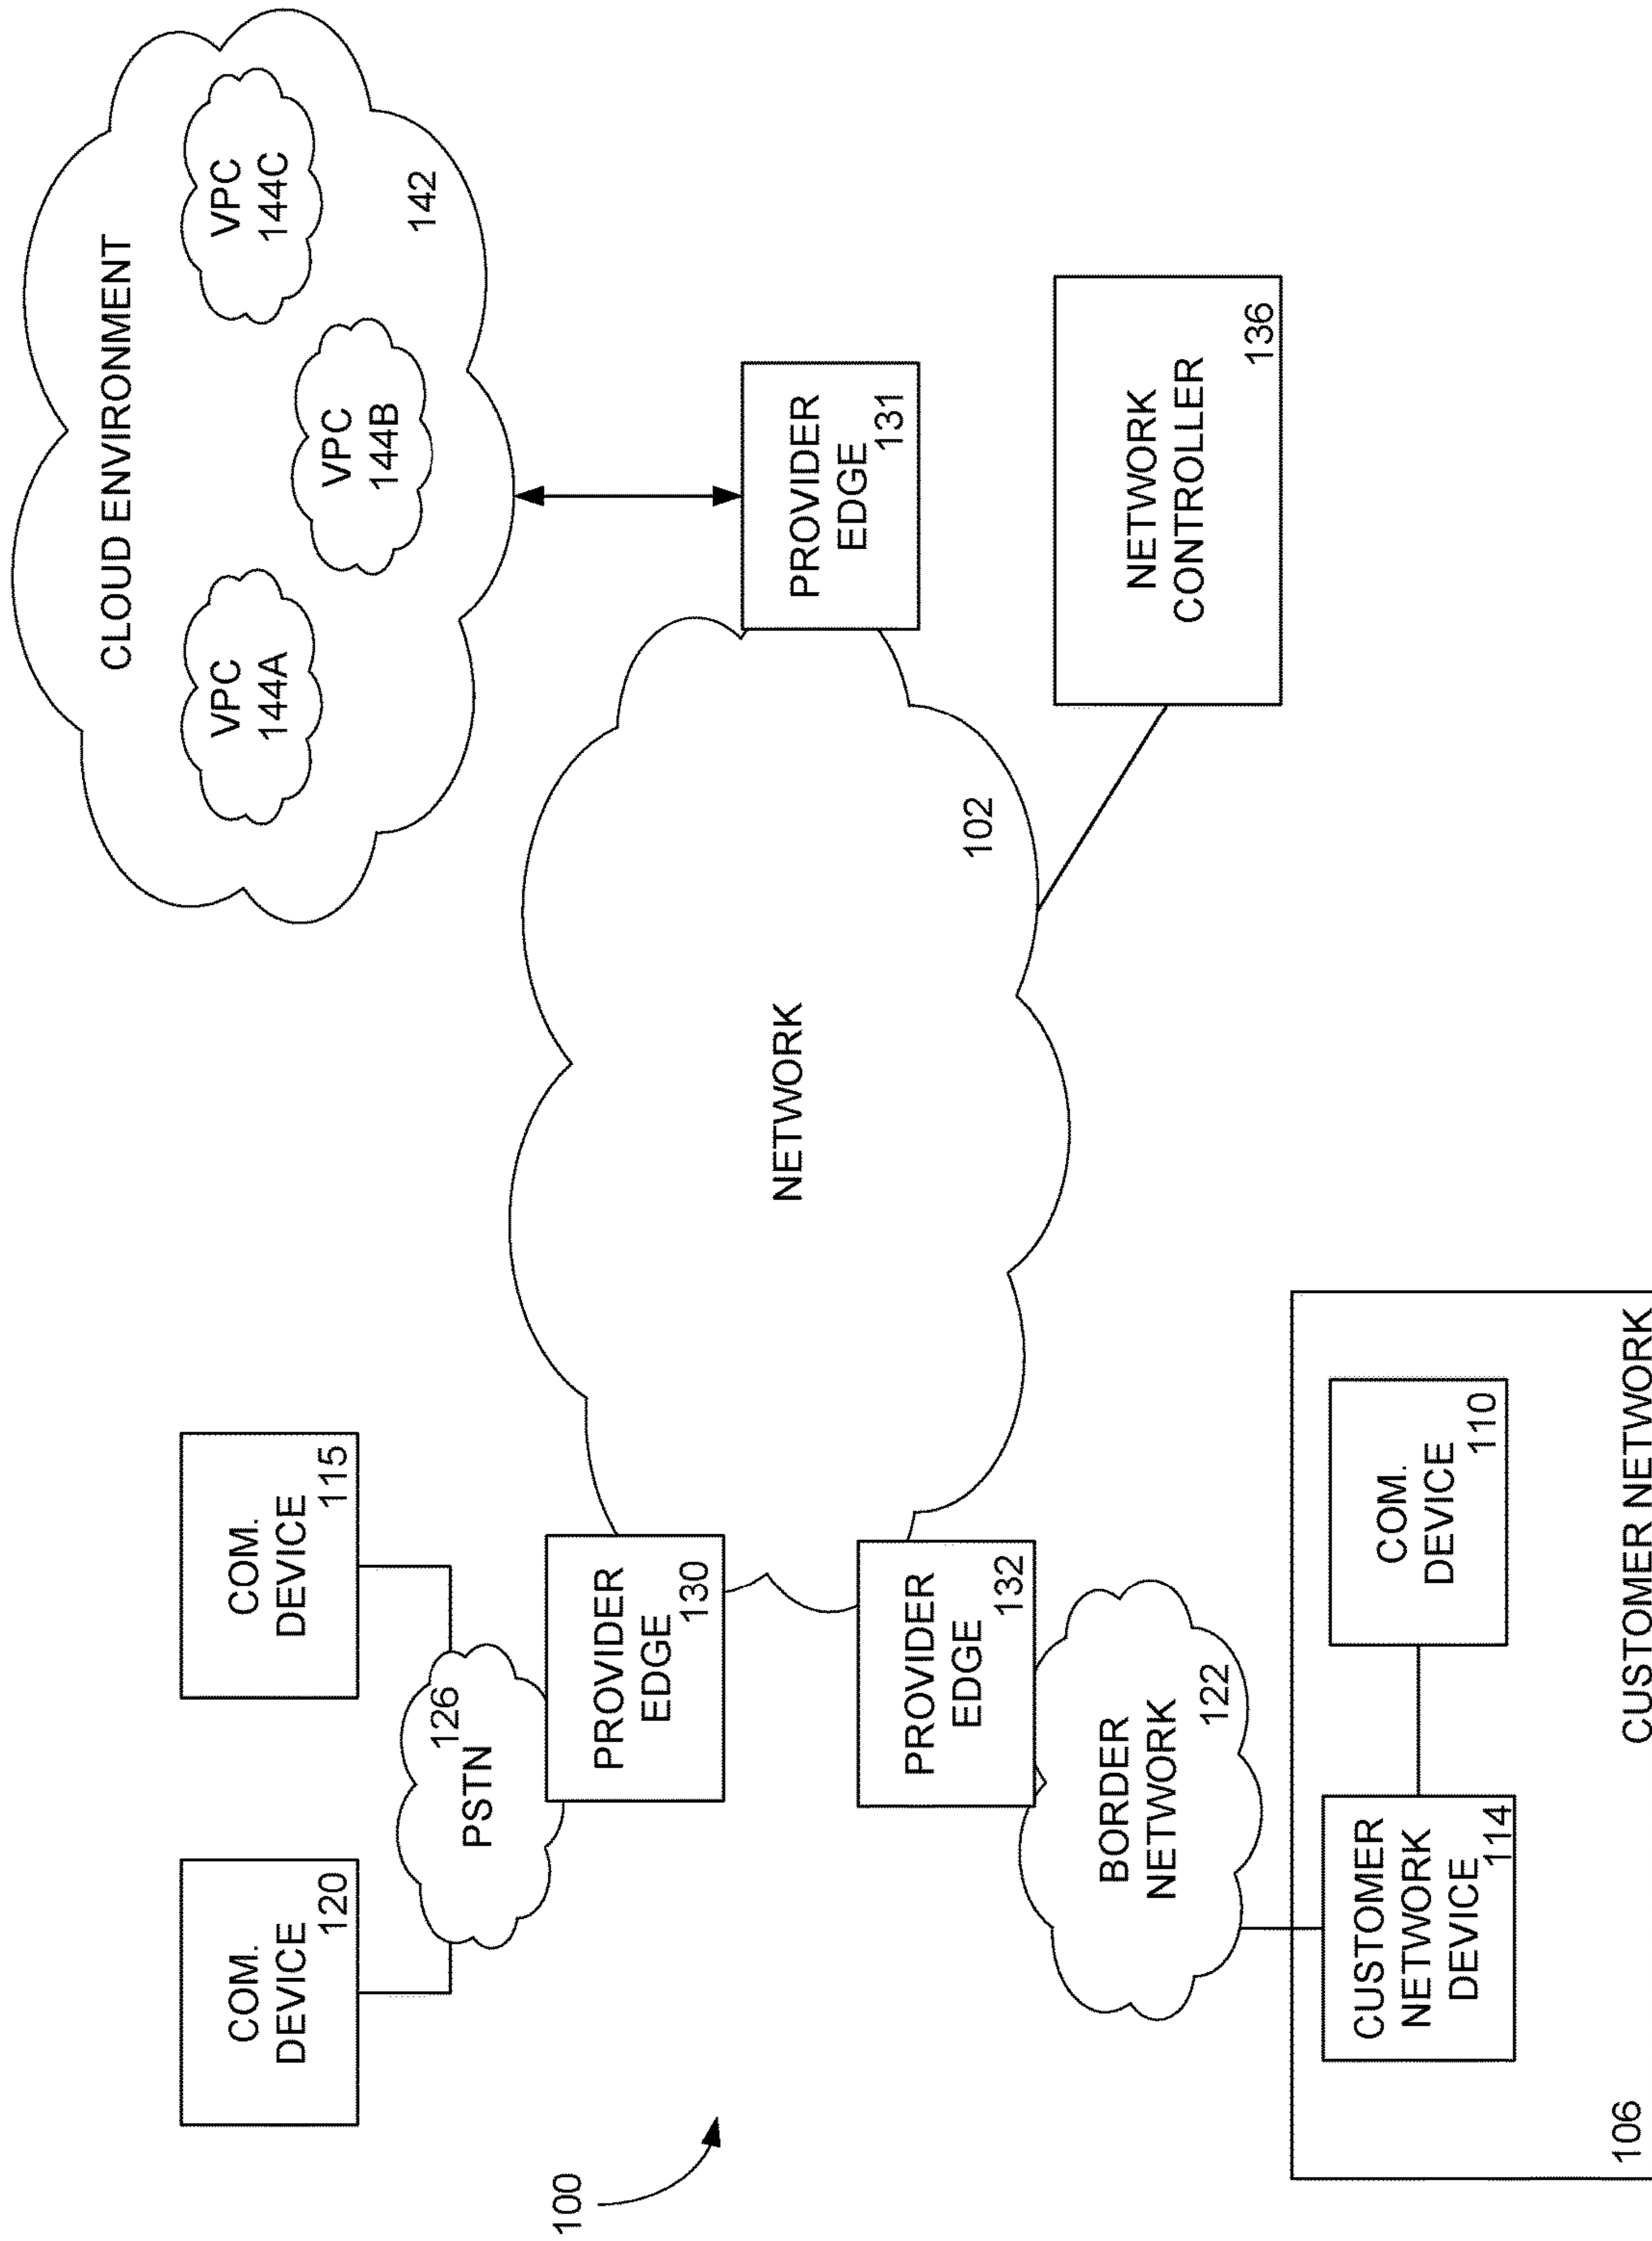 CLOUD ENVIRONMENT
VPC
144A
VPC
144B
VPC
144C
142
COM.
DEVICE
120
COM.
DEVICE
115
126
PSTN
PROVIDER
EDGE
130
NETWORK
102
PROVIDER
EDGE
131
PROVIDER
EDGE
132
BORDER
NETWORK
122
NETWORK
CONTROLLER
136
100
CUSTOMER
NETWORK
DEVICE
114
COM.
DEVICE
110
106
CUSTOMER NETWORK